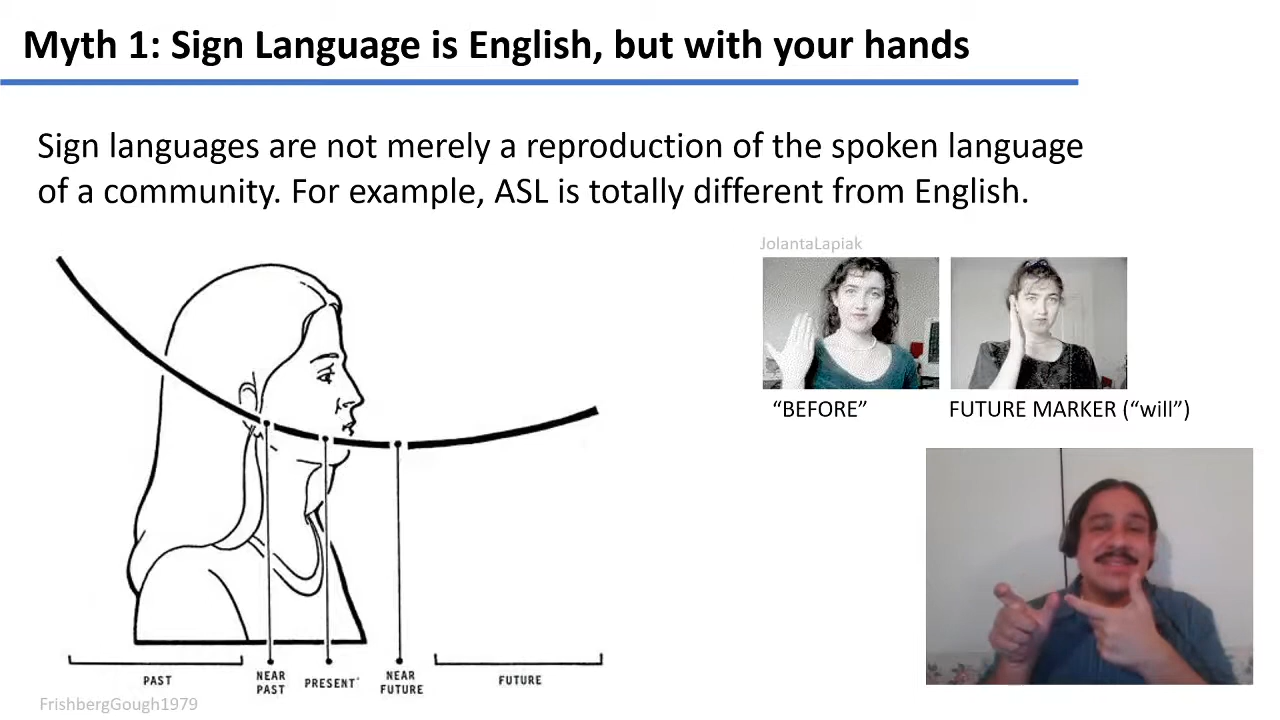 Myth 1: Sign Language is English, but with your hands
Sign languages are not merely a reproduction of the spoken language
of a community. For example, ASL is totally different from English.
JolantaLapiak
“BEFORE”
FUTURE MARKER (“will”)
PAST
NEAR
PAST
PRESENT
NEAR
FUTURE
FUTURE
FrishbergGough1979